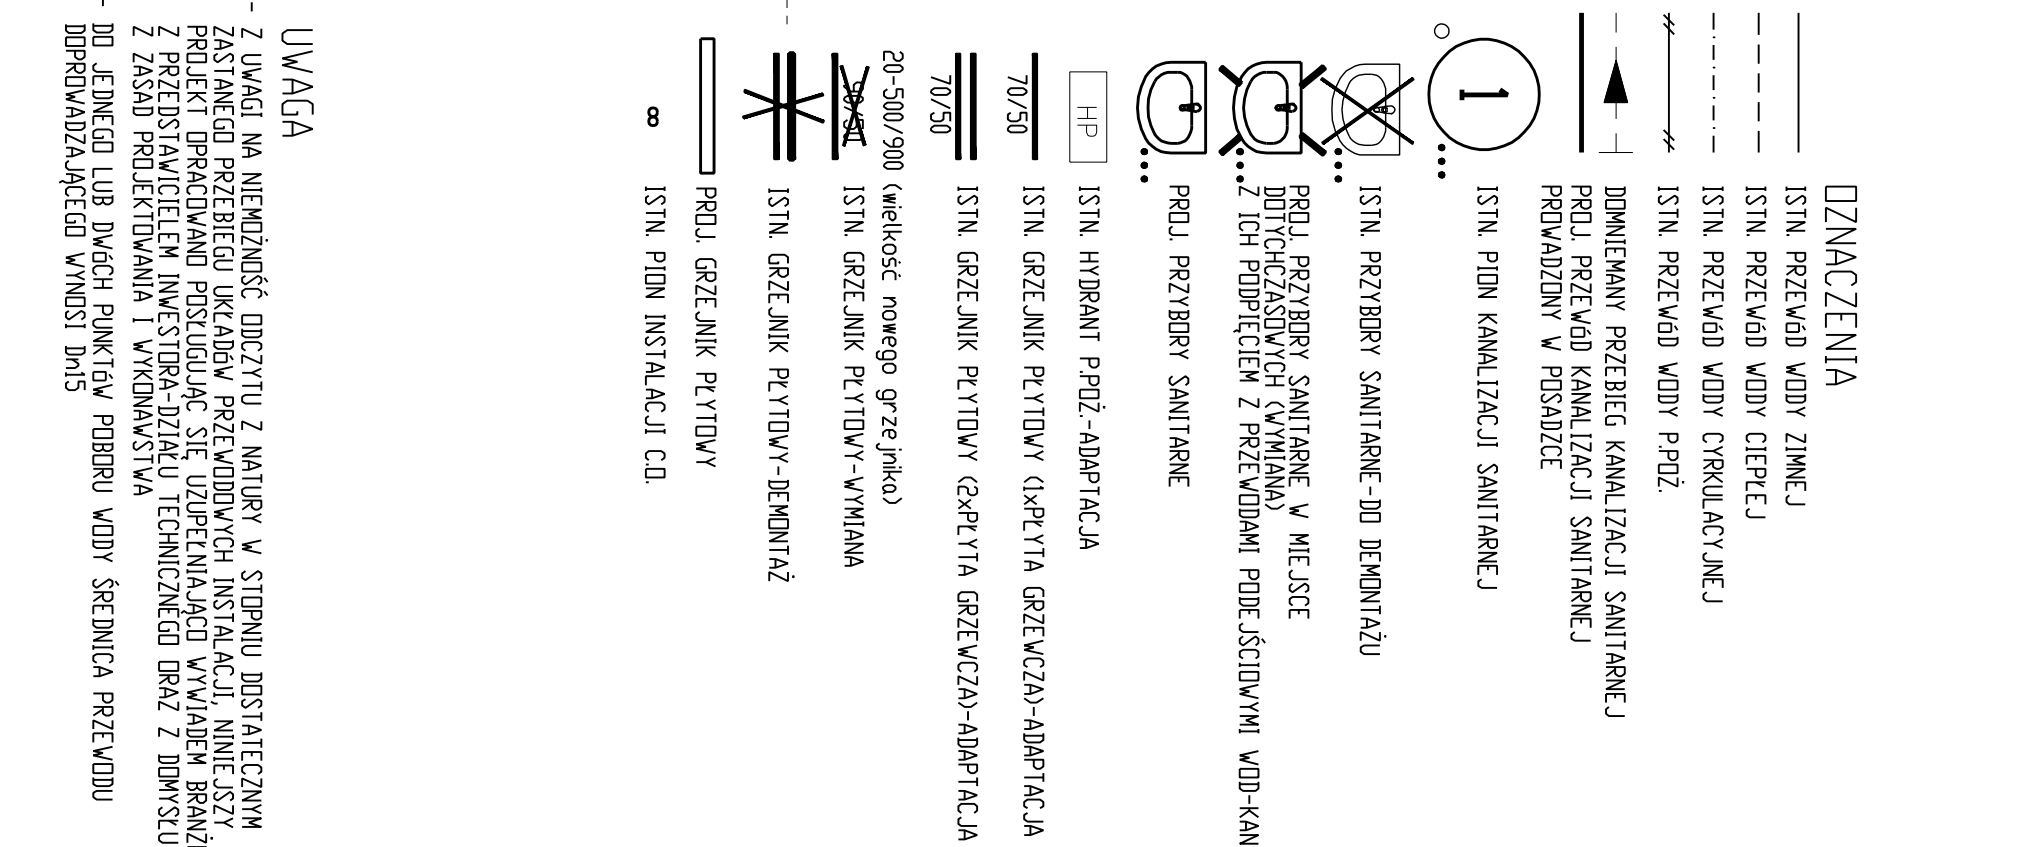 OZNACZENIA
ISTN. PRZEWÓD WODY ZIMNEJ
ISTN. PRZEWÓD WODY CIEPŁEJ
ISTN. PRZEWÓD WODY CYRKULACYJNEJ
ISTN. PRZEWÓD WODY P.POŻ.
DOMNIEMANY PRZEBIEG KANALIZACJI SANITARNEJ
PROJ. PRZEWÓD KANALIZACJI SANITARNEJ
PROWADZONY W POSADZCE
1
ISTN. PION KANALIZACJI SANITARNEJ
ISTN. PRZYBORY SANITARNE-DO DEMONTAŻU
PROJ. PRZYBORY SANITARNE W MIEJSCE
DOTYCHCZASOWYCH (WYMIANA)
Z ICH PODPIĘCIEM Z PRZEWODAMI PODEJŚCIOWYMI WOD-KAN
PROJ. PRZYBORY SANITARNE
HP
ISTN. HYDRANT P.POŻ.-ADAPTACJA
70/50
ISTN. GRZEJNIK PŁYTOWY (1xPŁYTA GRZEWCZA)-ADAPTACJA
70/50
ISTN. GRZEJNIK PŁYTOWY (2xPŁYTA GRZEWCZA)-ADAPTACJA
20-500/900 (wielkość nowego grzejnika)
90/50
ISTN. GRZEJNIK PŁYTOWY-WYMIANA
ISTN. GRZEJNIK PŁYTOWY-DEMONTAŻ
PROJ. GRZEJNIK PŁYTOWY
ISTN. PION INSTALACJI C.O.
UWAGA
- Z UWAGI NA NIEMOŻNOŚĆ ODCZYTU Z NATURY W STOPNIU DOSTATECZNYM
ZASTANEGO PRZEBIEGU UKŁADÓW PRZEWODOWYCH INSTALACJI, NINIEJSZY
PROJEKT OPRACOWANO POSŁUGUJĄC SIĘ UZUPEŁNIAJĄCO WYWIADEM BRANŻ
Z PRZEDSTAWICIELEM INWESTORA-DZIAŁU TECHNICZNEGO ORAZ Z DOMYSŁU
Z ZASAD PROJEKTOWANIA I WYKONAWSTWA
- DO JEDNEGO LUB DWÓCH PUNKTÓW POBORU WODY ŚREDNICA PRZEWODU
DOPROWADZAJĄCEGO WYNOSI Dn15